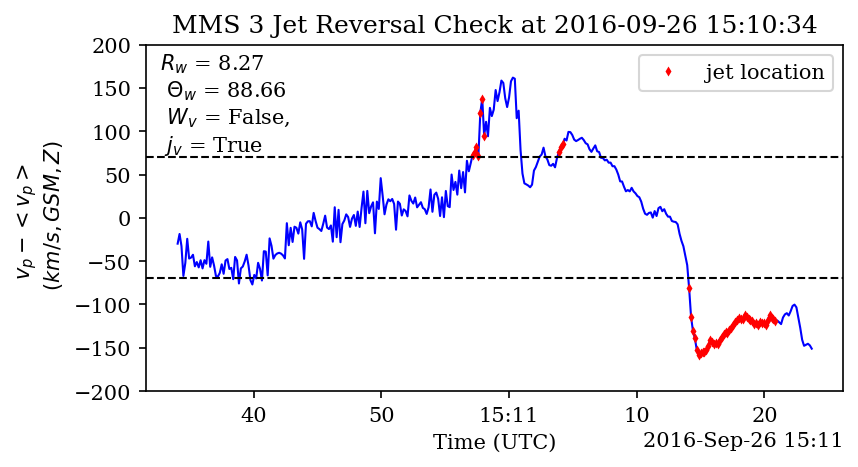 MMS 3 Jet Reversal Check at 2016-09-26 15:10:34
R_w = 8.27
Θ_w = 88.66
W_v = False,
j_v = True
jet location
v_p − < v_p >
(km/s, GSM, Z)
200
150
100
50
0
−50
−100
−150
−200
40
50
15:11
10
20
Time (UTC)
2016-Sep-26 15:11